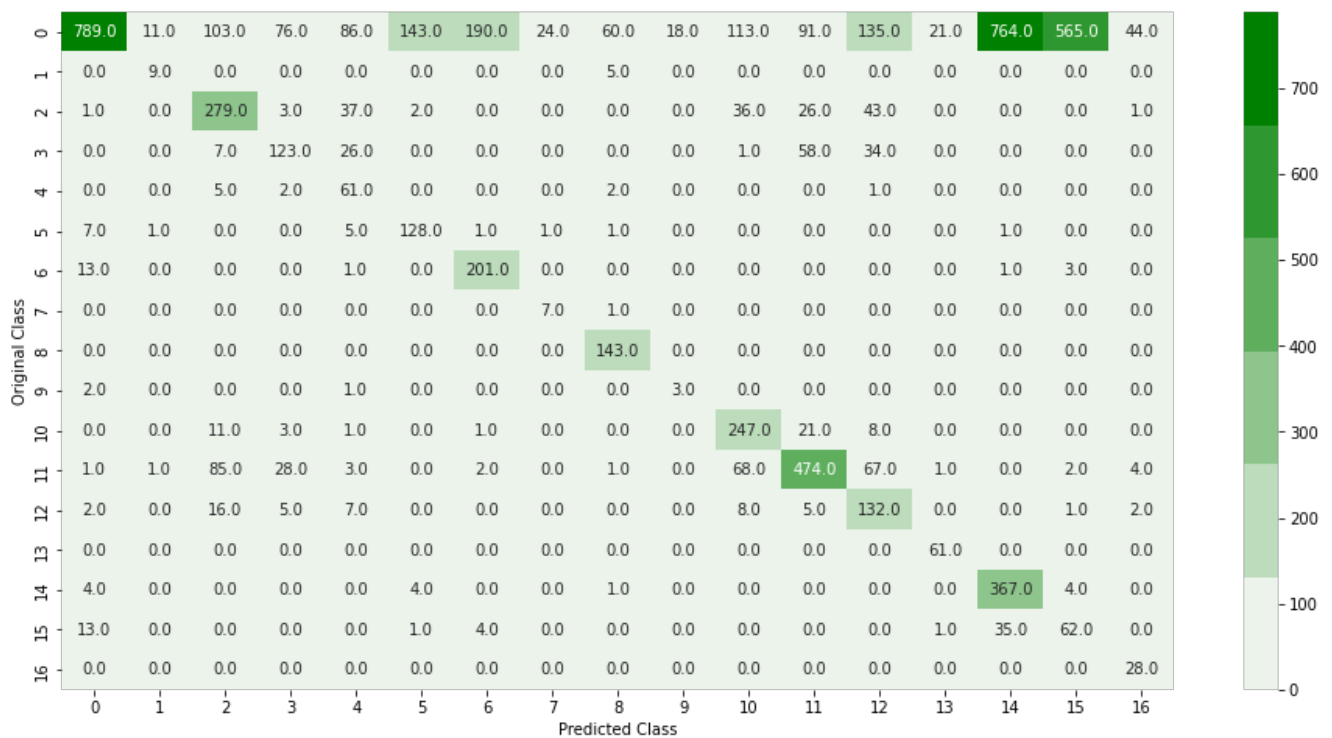 0 789.0 11.0 103.0 76.0 86.0 143.0 190.0 24.0 60.0 18.0 113.0 91.0 135.0 21.0 764.0 565.0 44.0
1 0.0 9.0 0.0 0.0 0.0 0.0 0.0 0.0 5.0 0.0 0.0 0.0 0.0 0.0 0.0 0.0 0.0
2 1.0 0.0 279.0 3.0 37.0 2.0 0.0 0.0 0.0 0.0 36.0 26.0 43.0 0.0 0.0 0.0 1.0
3 0.0 0.0 7.0 123.0 26.0 0.0 0.0 0.0 0.0 0.0 1.0 58.0 34.0 0.0 0.0 0.0 0.0
4 0.0 0.0 5.0 2.0 61.0 0.0 0.0 0.0 2.0 0.0 0.0 0.0 1.0 0.0 0.0 0.0 0.0
5 7.0 1.0 0.0 0.0 5.0 128.0 1.0 1.0 1.0 0.0 0.0 0.0 0.0 0.0 1.0 0.0 0.0
6 13.0 0.0 0.0 0.0 1.0 0.0 201.0 0.0 0.0 0.0 0.0 0.0 0.0 0.0 1.0 3.0 0.0
7 0.0 0.0 0.0 0.0 0.0 0.0 0.0 7.0 1.0 0.0 0.0 0.0 0.0 0.0 0.0 0.0 0.0
8 0.0 0.0 0.0 0.0 0.0 0.0 0.0 0.0 143.0 0.0 0.0 0.0 0.0 0.0 0.0 0.0 0.0
9 2.0 0.0 0.0 0.0 1.0 0.0 0.0 0.0 0.0 3.0 0.0 0.0 0.0 0.0 0.0 0.0 0.0
10 0.0 0.0 11.0 3.0 1.0 0.0 1.0 0.0 0.0 0.0 247.0 21.0 8.0 0.0 0.0 0.0 0.0
11 1.0 1.0 85.0 28.0 3.0 0.0 2.0 0.0 1.0 0.0 68.0 474.0 67.0 1.0 0.0 2.0 4.0
12 2.0 0.0 16.0 5.0 7.0 0.0 0.0 0.0 0.0 0.0 8.0 5.0 132.0 0.0 0.0 1.0 2.0
13 0.0 0.0 0.0 0.0 0.0 0.0 0.0 0.0 0.0 0.0 0.0 0.0 0.0 61.0 0.0 0.0 0.0
14 4.0 0.0 0.0 0.0 0.0 4.0 0.0 0.0 1.0 0.0 0.0 0.0 0.0 0.0 367.0 4.0 0.0
15 13.0 0.0 0.0 0.0 0.0 1.0 4.0 0.0 0.0 0.0 0.0 0.0 0.0 1.0 35.0 62.0 0.0
16 0.0 0.0 0.0 0.0 0.0 0.0 0.0 0.0 0.0 0.0 0.0 0.0 0.0 0.0 0.0 0.0 28.0
0 1 2 3 4 5 6 7 8 9 10 11 12 13 14 15 16
Predicted Class
Original Class
700
600
500
400
300
200
100
0